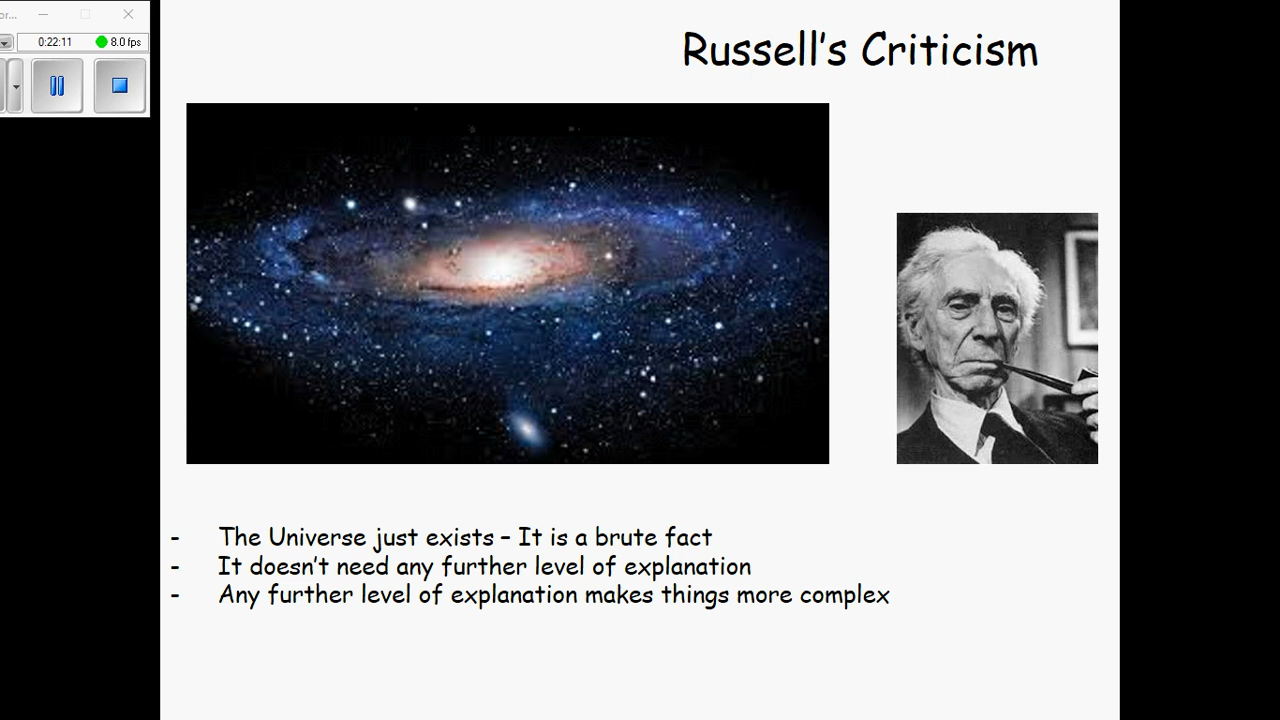 or...
0:22:11
8.0 fps
Russell's Criticism
- The Universe just exists – It is a brute fact
- It doesn't need any further level of explanation
- Any further level of explanation makes things more complex